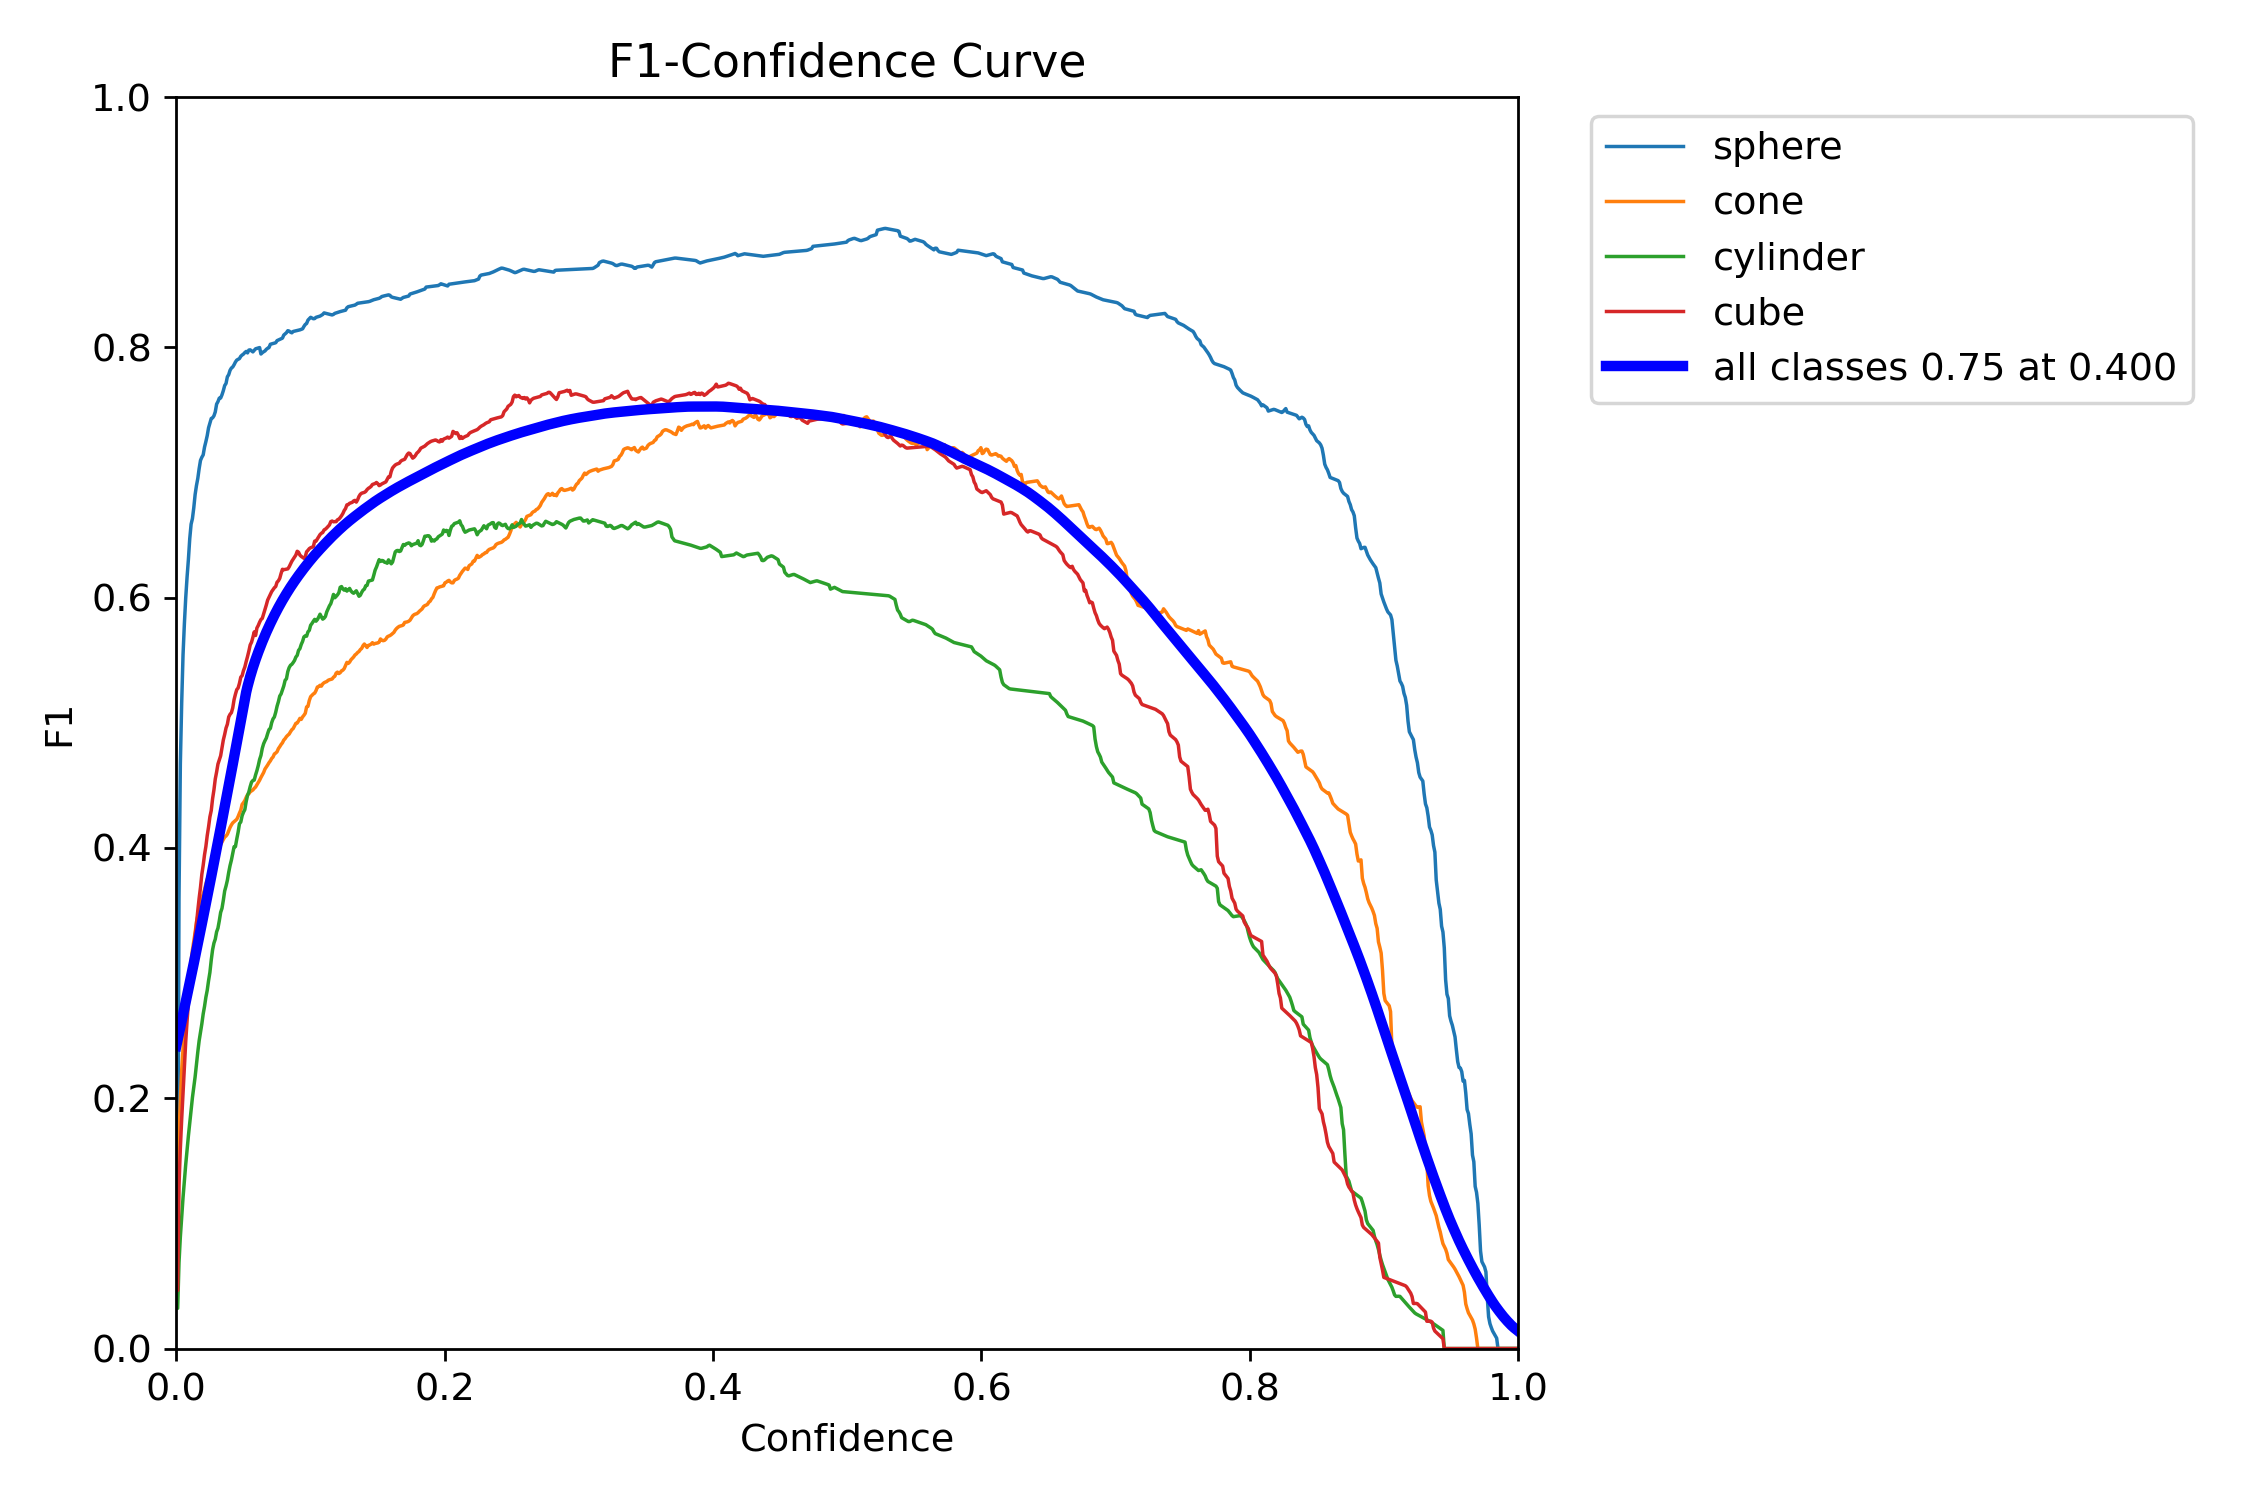 F1-Confidence Curve
1.0
0.8
0.6
0.4
0.2
0.0
F1
0.0 0.2 0.4 0.6 0.8 1.0
Confidence
sphere
cone
cylinder
cube
all classes 0.75 at 0.400